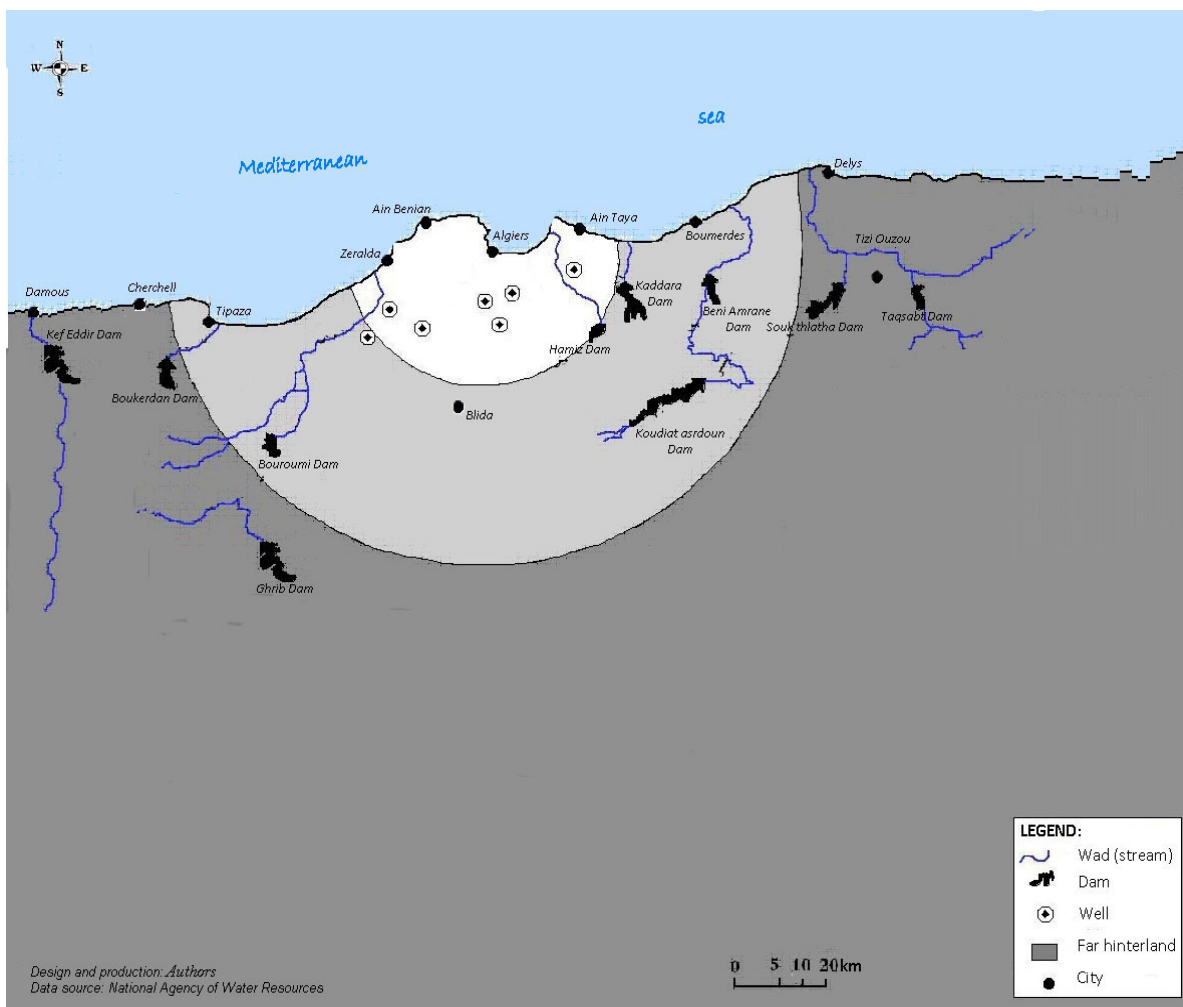 N
W E
S
sea
Mediterranean
Delys
Ain Benian
Ain Taya
Algiers
Boumerdes
Tizi Ouzou
Zeralda
Damous
Cherchell
Tipaza
Kef Eddir Dam
Kaddara
Dam
Beni Amrane
Dam
Souk thlatha Dam
Taqsabt Dam
Hamiz Dam
Boukerdan Dam
Blida
Koudiat asrdoun
Dam
Bouroumi Dam
Ghrib Dam
LEGEND:
Wad (stream)
Dam
Well
Far hinterland
City
0 5 10 20km
Design and production: Authors
Data source: National Agency of Water Resources